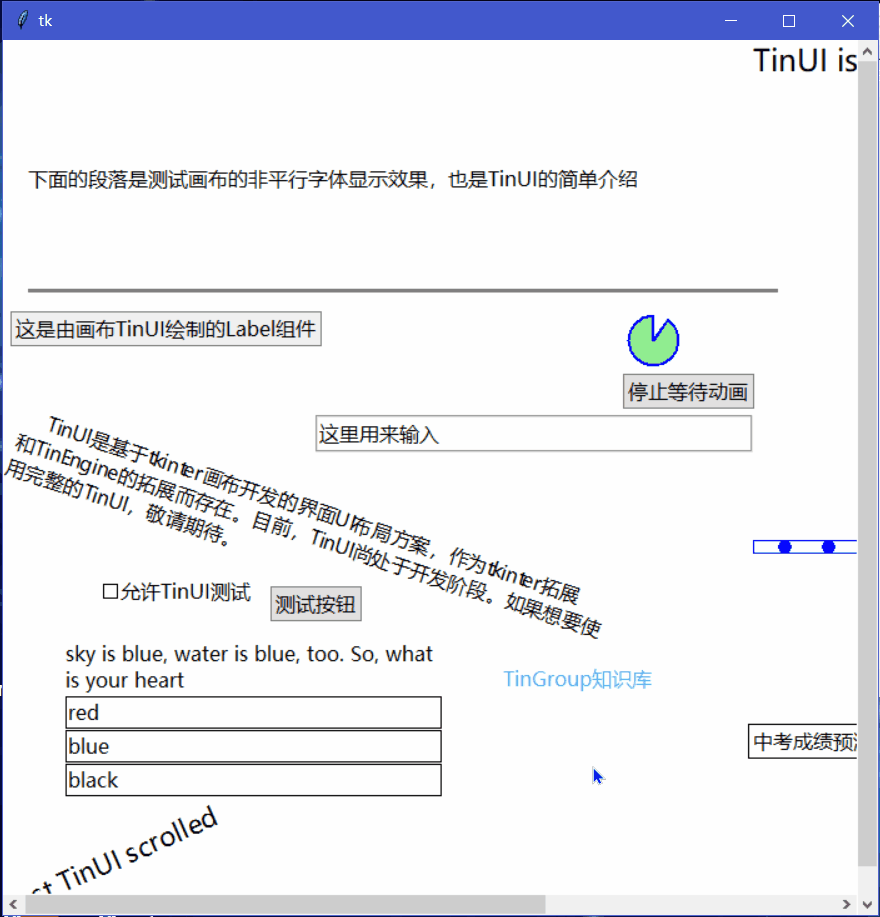 tk
TinUI is
下面的段落是测试画布的非平行字体显示效果，也是TinUI的简单介绍
这是由画布TinUI绘制的Label组件
停止等待动画
这里用来输入
TinUI是基于tkinter画布开发的界面UI布局方案，作为tkinter拓展
和TinEngine的拓展而存在。目前，TinUI尚处于开发阶段。如果想要使
用完整的TinUI，敬请期待。
允许TinUI测试
测试按钮
sky is blue, water is blue, too. So, what
is your heart
TinGroup知识库
red
blue
black
中考成绩预
st TinUI scrolled